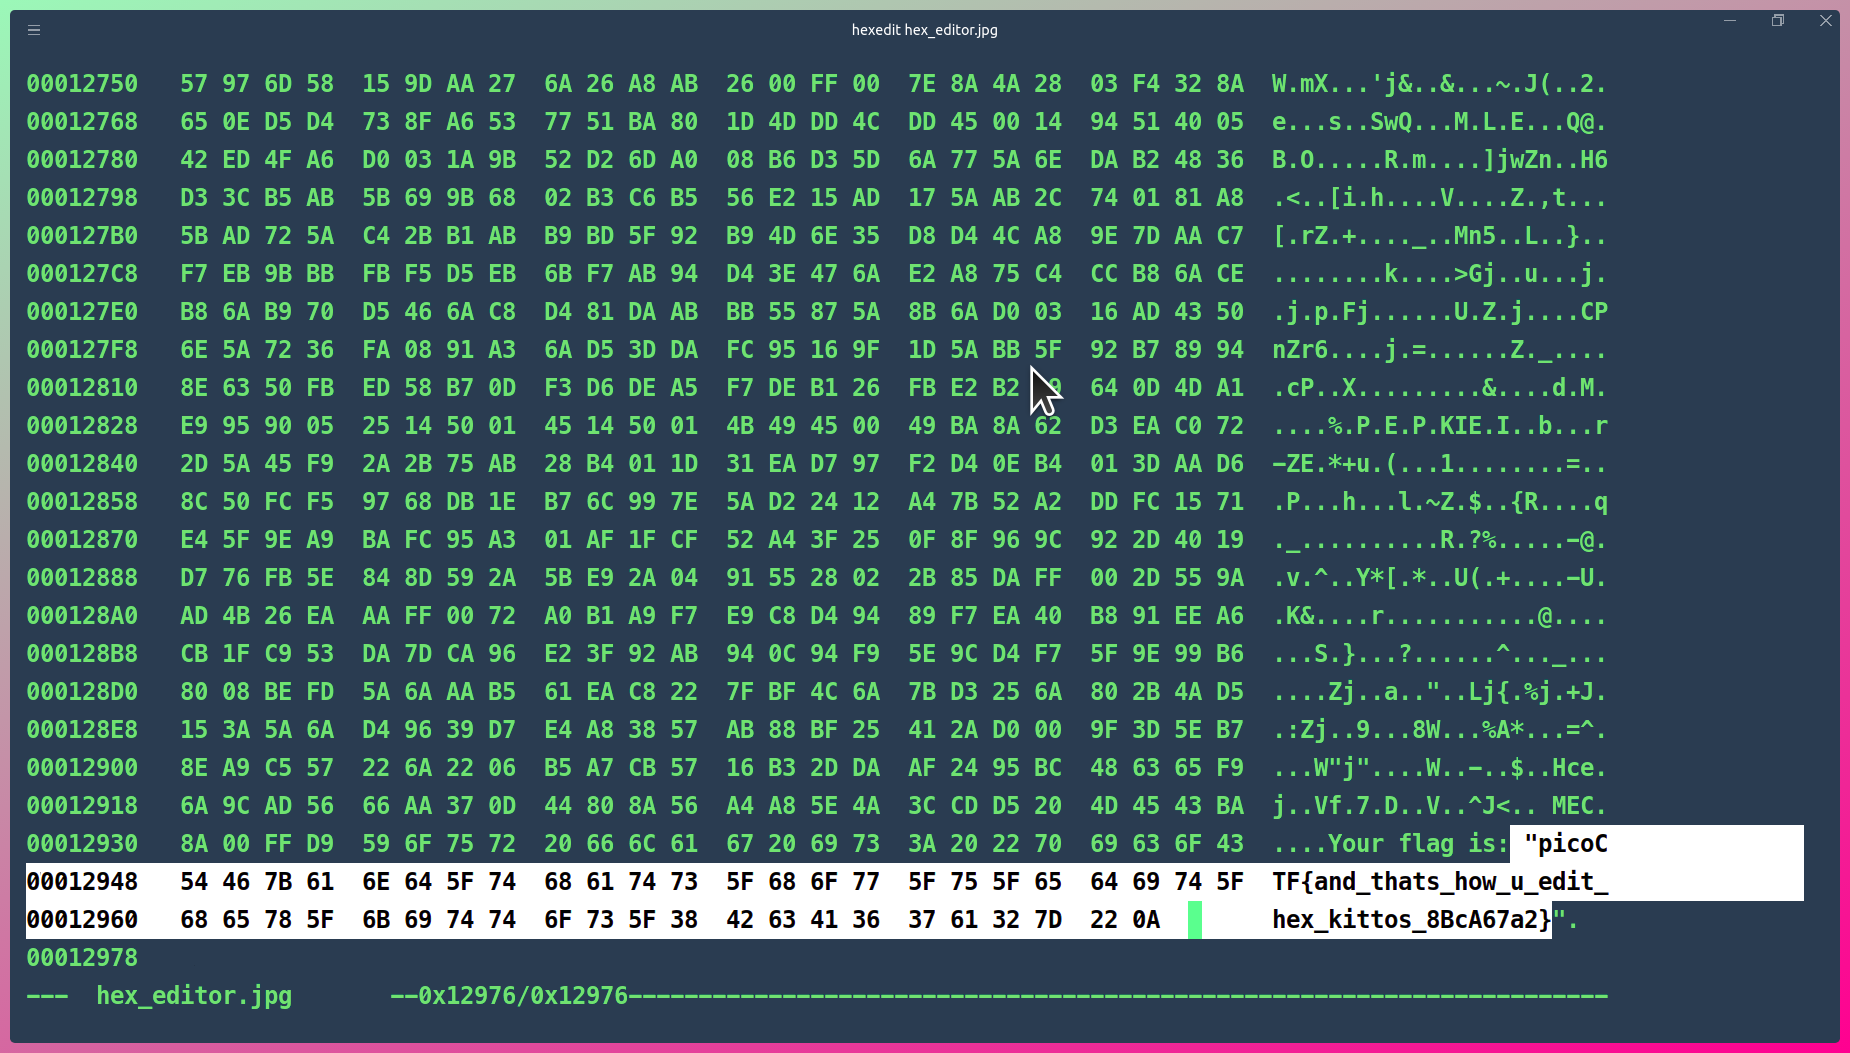 hexedit hex_editor.jpg
00012750 57 97 6D 58 15 9D AA 27 6A 26 A8 AB 26 00 FF 00 7E 8A 4A 28 03 F4 32 8A W.mX...'j&..&...~.J(..2.
00012768 65 0E D5 D4 73 8F A6 53 77 51 BA 80 1D 4D DD 4C DD 45 00 14 94 51 40 05 e...s..SwQ...M.L.E...Q@.
00012780 42 ED 4F A6 D0 03 1A 9B 52 D2 6D A0 08 B6 D3 5D 6A 77 5A 6E DA B2 48 36 B.O.....R.m....]jwZn..H6
00012798 D3 3C B5 AB 5B 69 9B 68 02 B3 C6 B5 56 E2 15 AD 17 5A AB 2C 74 01 81 A8 .<..[i.h....V....Z.,t...
000127B0 5B AD 72 5A C4 2B B1 AB B9 BD 5F 92 B9 4D 6E 35 D8 D4 4C A8 9E 7D AA C7 [.rZ.+...._..Mn5..L..}..
000127C8 F7 EB 9B BB FB F5 D5 EB 6B F7 AB 94 D4 3E 47 6A E2 A8 75 C4 CC B8 6A CE ........k....>Gj..u...j.
000127E0 B8 6A B9 70 D5 46 6A C8 D4 81 DA AB BB 55 87 5A 8B 6A D0 03 16 AD 43 50 .j.p.Fj......U.Z.j....CP
000127F8 6E 5A 72 36 FA 08 91 A3 6A D5 3D DA FC 95 16 9F 1D 5A BB 5F 92 B7 89 94 nZr6....j.=......Z._....
00012810 8E 63 50 FB ED 58 B7 0D F3 D6 DE A5 F7 DE B1 26 FB E2 B2 64 0D 4D A1 .cP..X.........&....d.M.
00012828 E9 95 90 05 25 14 50 01 45 14 50 01 4B 49 45 00 49 BA 8A 62 D3 EA C0 72 ....%.P.E.P.KIE.I..b...r
00012840 2D 5A 45 F9 2A 2B 75 AB 28 B4 01 1D 31 EA D7 97 F2 D4 0E B4 01 3D AA D6 -ZE.*+u.(...1........=..
00012858 8C 50 FC F5 97 68 DB 1E B7 6C 99 7E 5A D2 24 12 A4 7B 52 A2 DD FC 15 71 .P...h...l.~Z.$..{R....q
00012870 E4 5F 9E A9 BA FC 95 A3 01 AF 1F CF 52 A4 3F 25 0F 8F 96 9C 92 2D 40 19 ._..........R.?%.....-@.
00012888 D7 76 FB 5E 84 8D 59 2A 5B E9 2A 04 91 55 28 02 2B 85 DA FF 00 2D 55 9A .v.^..Y*[.*..U(.+....-U.
000128A0 AD 4B 26 EA AA FF 00 72 A0 B1 A9 F7 E9 C8 D4 94 89 F7 EA 40 B8 91 EE A6 .K&....r...........@....
000128B8 CB 1F C9 53 DA 7D CA 96 E2 3F 92 AB 94 0C 94 F9 5E 9C D4 F7 5F 9E 99 B6 ...S.}...?......^..._...
000128D0 80 08 BE FD 5A 6A AA B5 61 EA C8 22 7F BF 4C 6A 7B D3 25 6A 80 2B 4A D5 ....Zj..a.."..Lj{.%j.+J.
000128E8 15 3A 5A 6A D4 96 39 D7 E4 A8 38 57 AB 88 BF 25 41 2A D0 00 9F 3D 5E B7 .:Zj..9...8W...%A*...=^.
00012900 8E A9 C5 57 22 6A 22 06 B5 A7 CB 57 16 B3 2D DA AF 24 95 BC 48 63 65 F9 ...W"j"....W..-..$..Hce.
00012918 6A 9C AD 56 66 AA 37 0D 44 80 8A 56 A4 A8 5E 4A 3C CD D5 20 4D 45 43 BA j..Vf.7.D..V..^J<.. MEC.
00012930 8A 00 FF D9 59 6F 75 72 20 66 6C 61 67 20 69 73 3A 20 22 70 69 63 6F 43 ....Your flag is: "picoC
00012948 54 46 7B 61 6E 64 5F 74 68 61 74 73 5F 68 6F 77 5F 75 5F 65 64 69 74 5F TF{and_thats_how_u_edit_
00012960 68 65 78 5F 6B 69 74 74 6F 73 5F 38 42 63 41 36 37 61 32 7D 22 0A hex_kittos_8BcA67a2}".
00012978
--- hex_editor.jpg --0x12976/0x12976----------------------------------------------------------------------